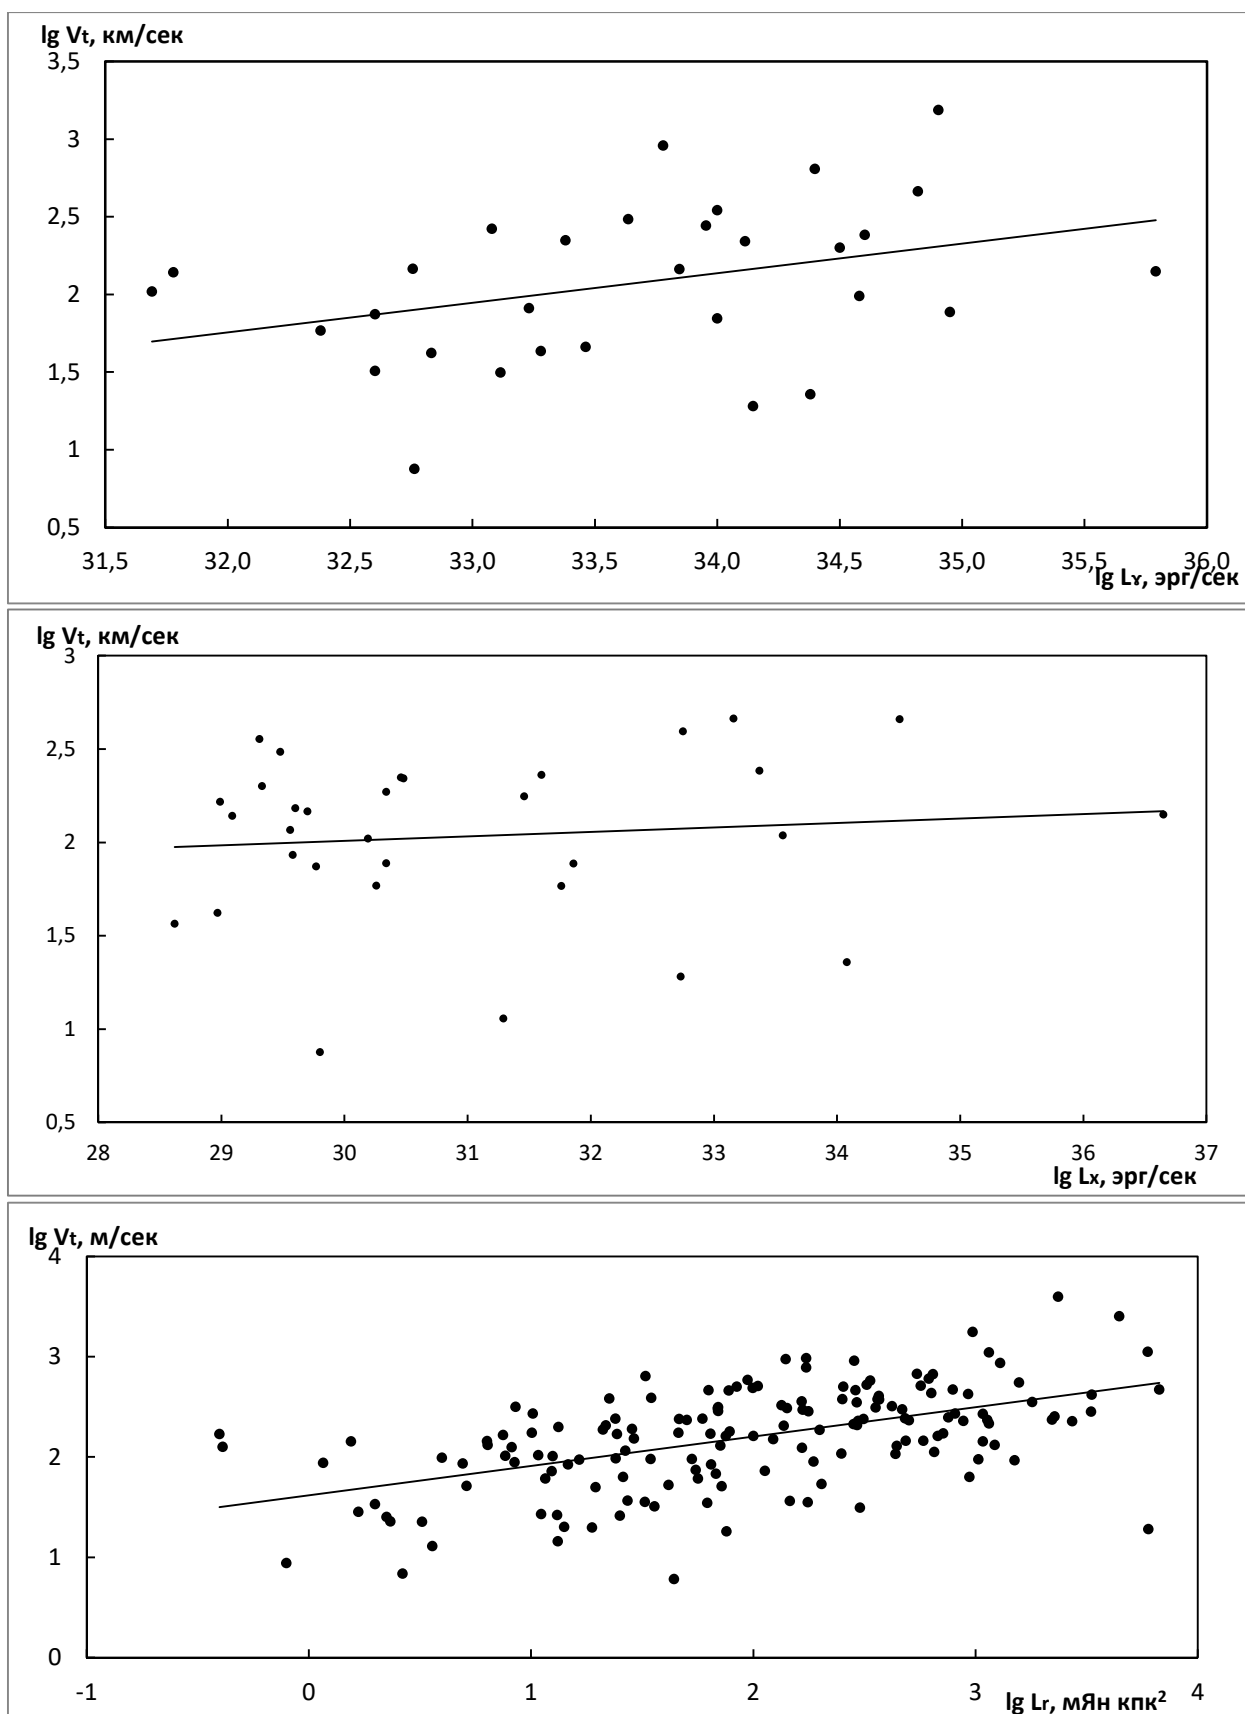 lg Vt, км/сек
3,5
3
2,5
2
1,5
1
0,5
31,5 32,0 32,5 33,0 33,5 34,0 34,5 35,0 35,5 36,0
lg Lɤ, эрг/сек
lg Vt, км/сек
3
2,5
2
1,5
1
0,5
28 29 30 31 32 33 34 35 36 37
lg Lx, эрг/сек
lg Vt, м/сек
4
3
2
1
0
-1 0 1 2 3 4
lg Lr, мЯн кпк²